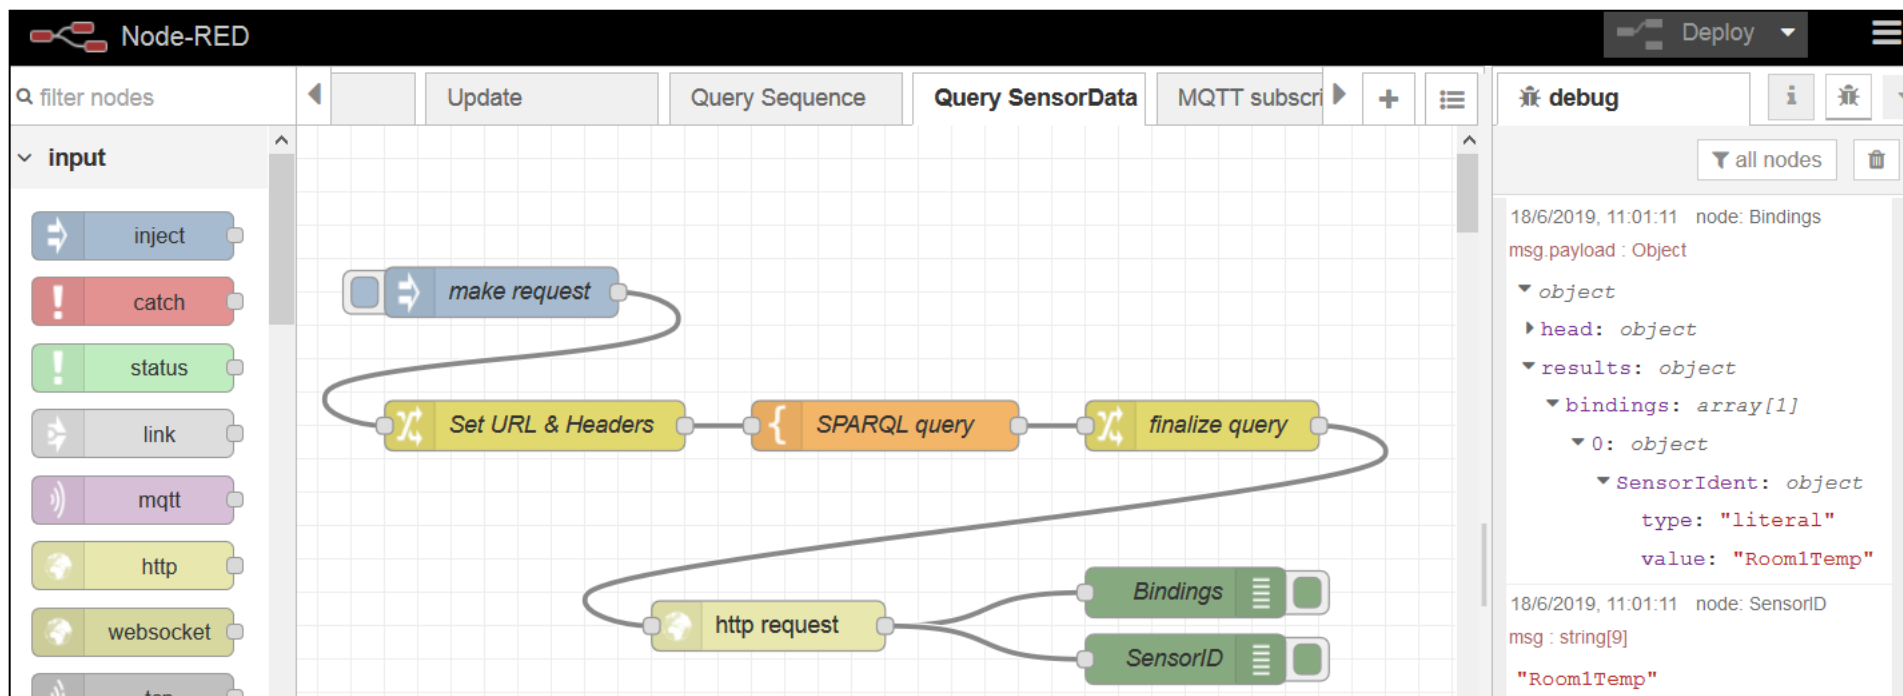 Node-RED
Deploy
filter nodes
Update
Query Sequence
Query SensorData
MQTT subscri
debug
i
all nodes
input
inject
catch
status
link
mqtt
http
websocket
make request
Set URL & Headers
SPARQL query
finalize query
http request
Bindings
SensorID
18/6/2019, 11:01:11 node: Bindings
msg.payload : Object
object
head: object
results: object
bindings: array[1]
0: object
SensorIdent: object
type: "literal"
value: "Room1Temp"
18/6/2019, 11:01:11 node: SensorID
msg : string[9]
"Room1Temp"